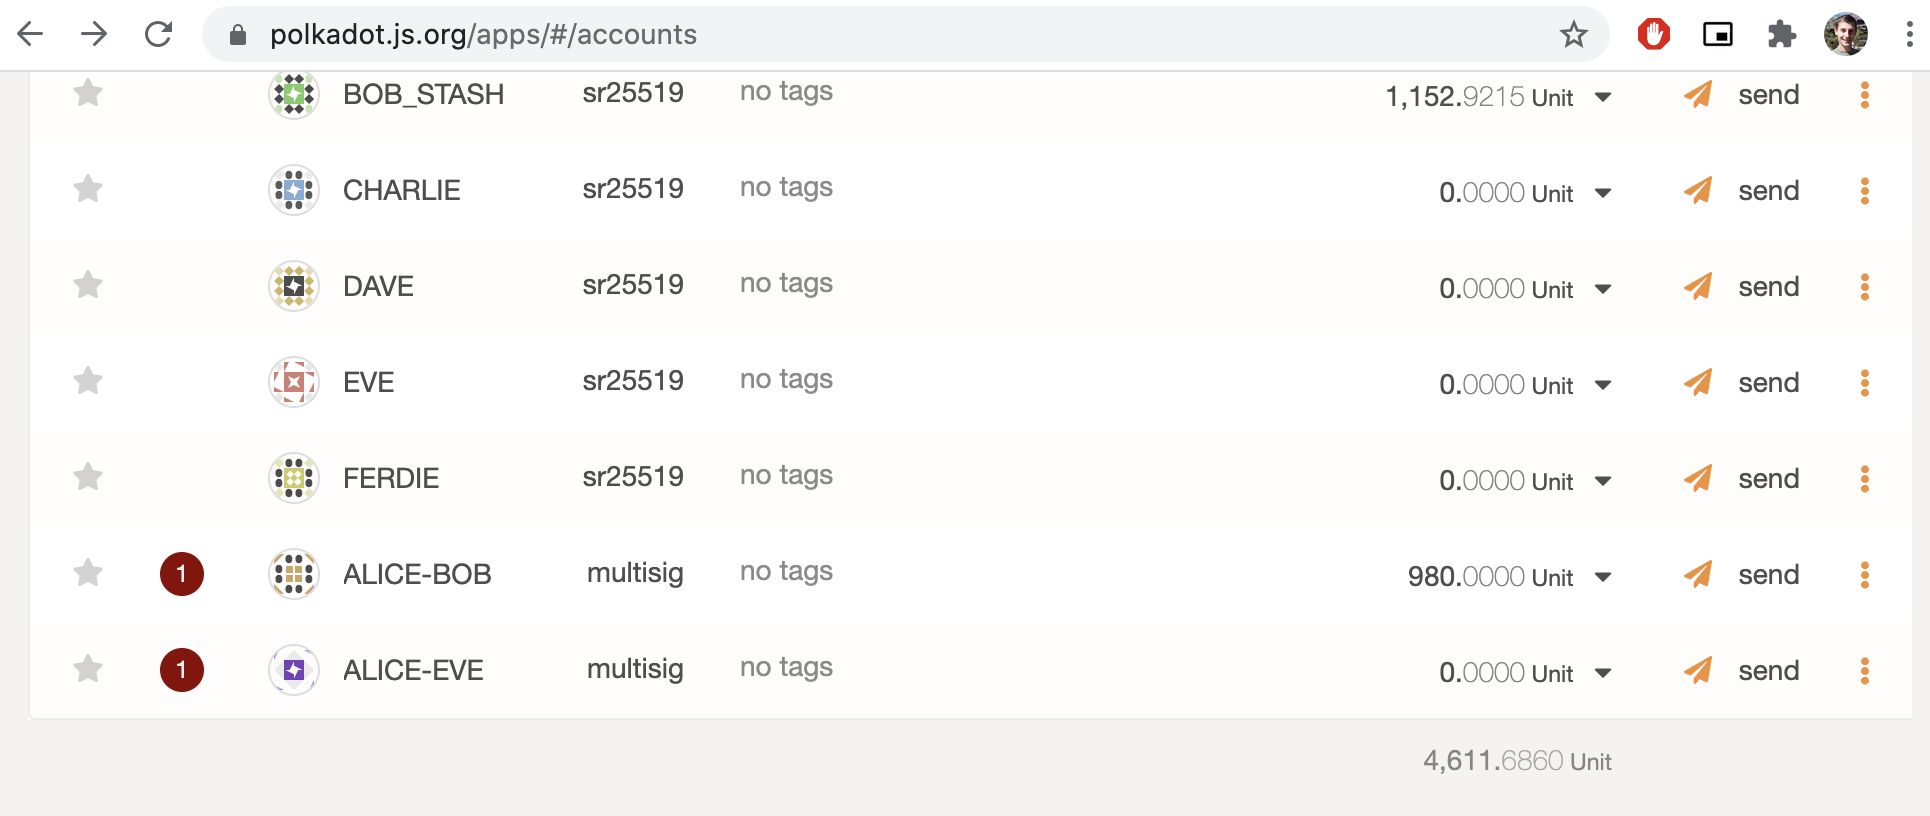 polkadot.js.org/apps/#/accounts
BOB_STASH sr25519 no tags 1,152.9215 Unit send
CHARLIE sr25519 no tags 0.0000 Unit send
DAVE sr25519 no tags 0.0000 Unit send
EVE sr25519 no tags 0.0000 Unit send
FERDIE sr25519 no tags 0.0000 Unit send
1 ALICE-BOB multisig no tags 980.0000 Unit send
1 ALICE-EVE multisig no tags 0.0000 Unit send
4,611.6860 Unit